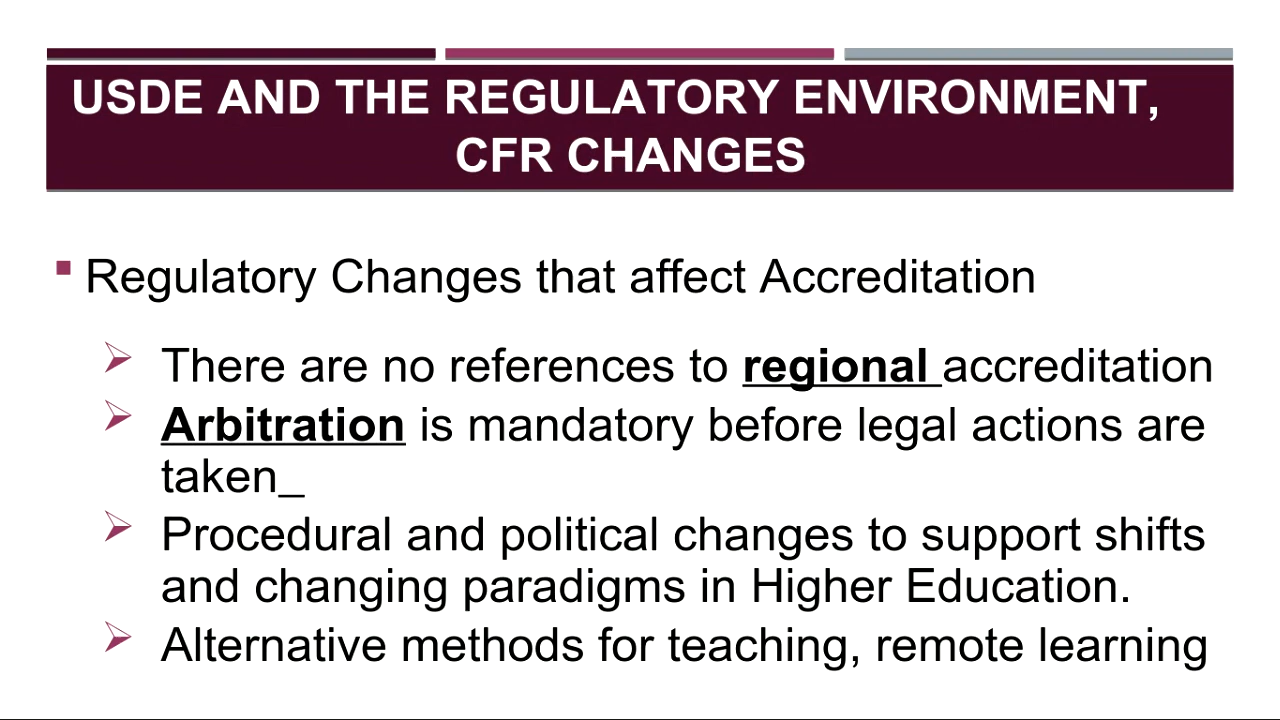 USDE AND THE REGULATORY ENVIRONMENT,
CFR CHANGES
Regulatory Changes that affect Accreditation
There are no references to regional accreditation
Arbitration is mandatory before legal actions are
taken_
Procedural and political changes to support shifts
and changing paradigms in Higher Education.
Alternative methods for teaching, remote learning